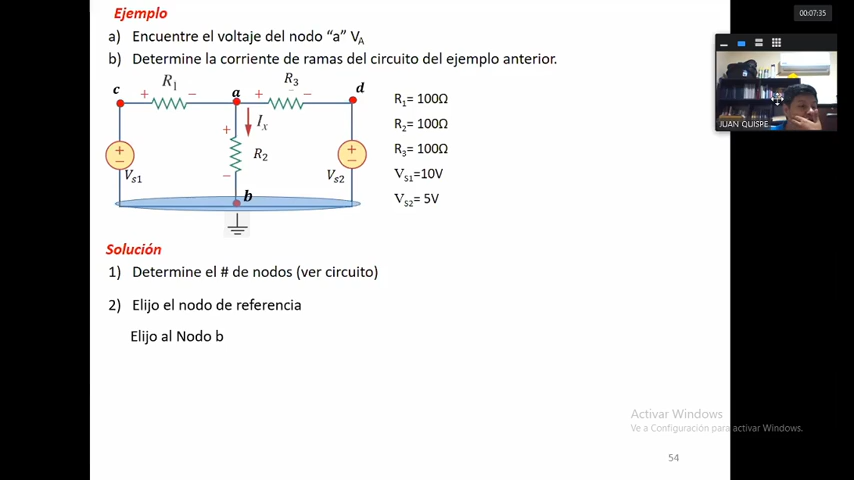 00:07:35
Ejemplo
a) Encuentre el voltaje del nodo “a” VA
b) Determine la corriente de ramas del circuito del ejemplo anterior.
R1
R3
c
a
d
+ − + −
Ix
+
R2
−
+
−
Vs1
+
−
Vs2
b
R1= 100Ω
R2= 100Ω
R3= 100Ω
VS1=10V
VS2= 5V
JUAN QUISPE
Solución
1) Determine el # de nodos (ver circuito)
2) Elijo el nodo de referencia
Elijo al Nodo b
Activar Windows
Ve a Configuración para activar Windows.
54